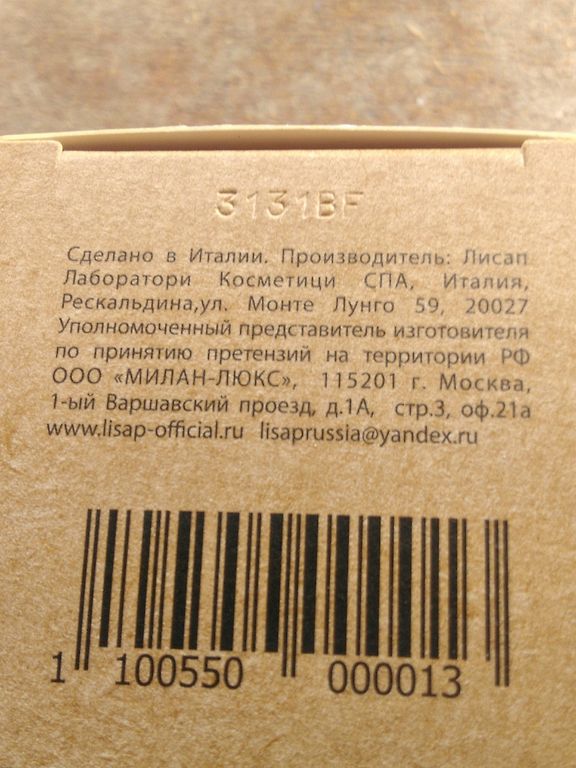 3131BF
Сделано в Италии. Производитель: Лисап
Лаборатори Косметици СПА, Италия,
Рескальдина,ул. Монте Лунго 59, 20027
Уполномоченный представитель изготовителя
по принятию претензий на территории РФ
ООО «МИЛАН-ЛЮКС», 115201 г. Москва,
1-ый Варшавский проезд, д.1А, стр.3, оф.21а
www.lisap-official.ru lisaprussia@yandex.ru
1 100550 000013